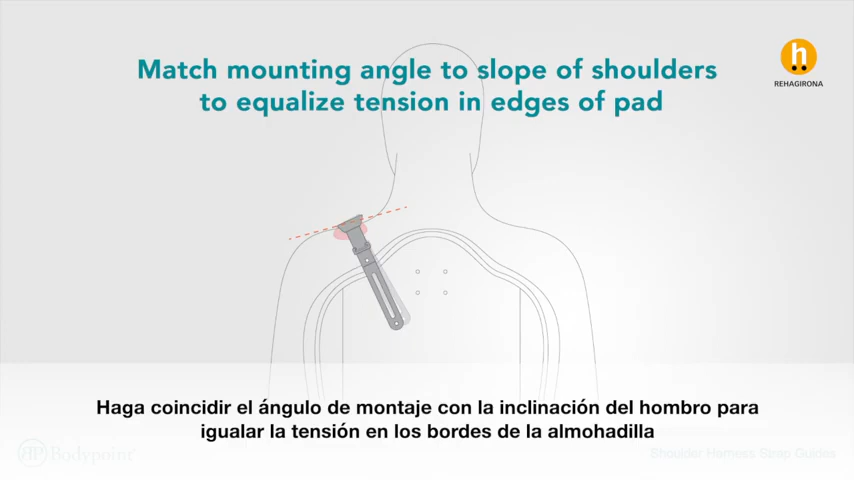 Match mounting angle to slope of shoulders
to equalize tension in edges of pad
h
REHAGIRONA
Haga coincidir el ángulo de montaje con la inclinación del hombro para
igualar la tensión en los bordes de la almohadilla
Bodypoint
Shoulder Harness Strap Guides